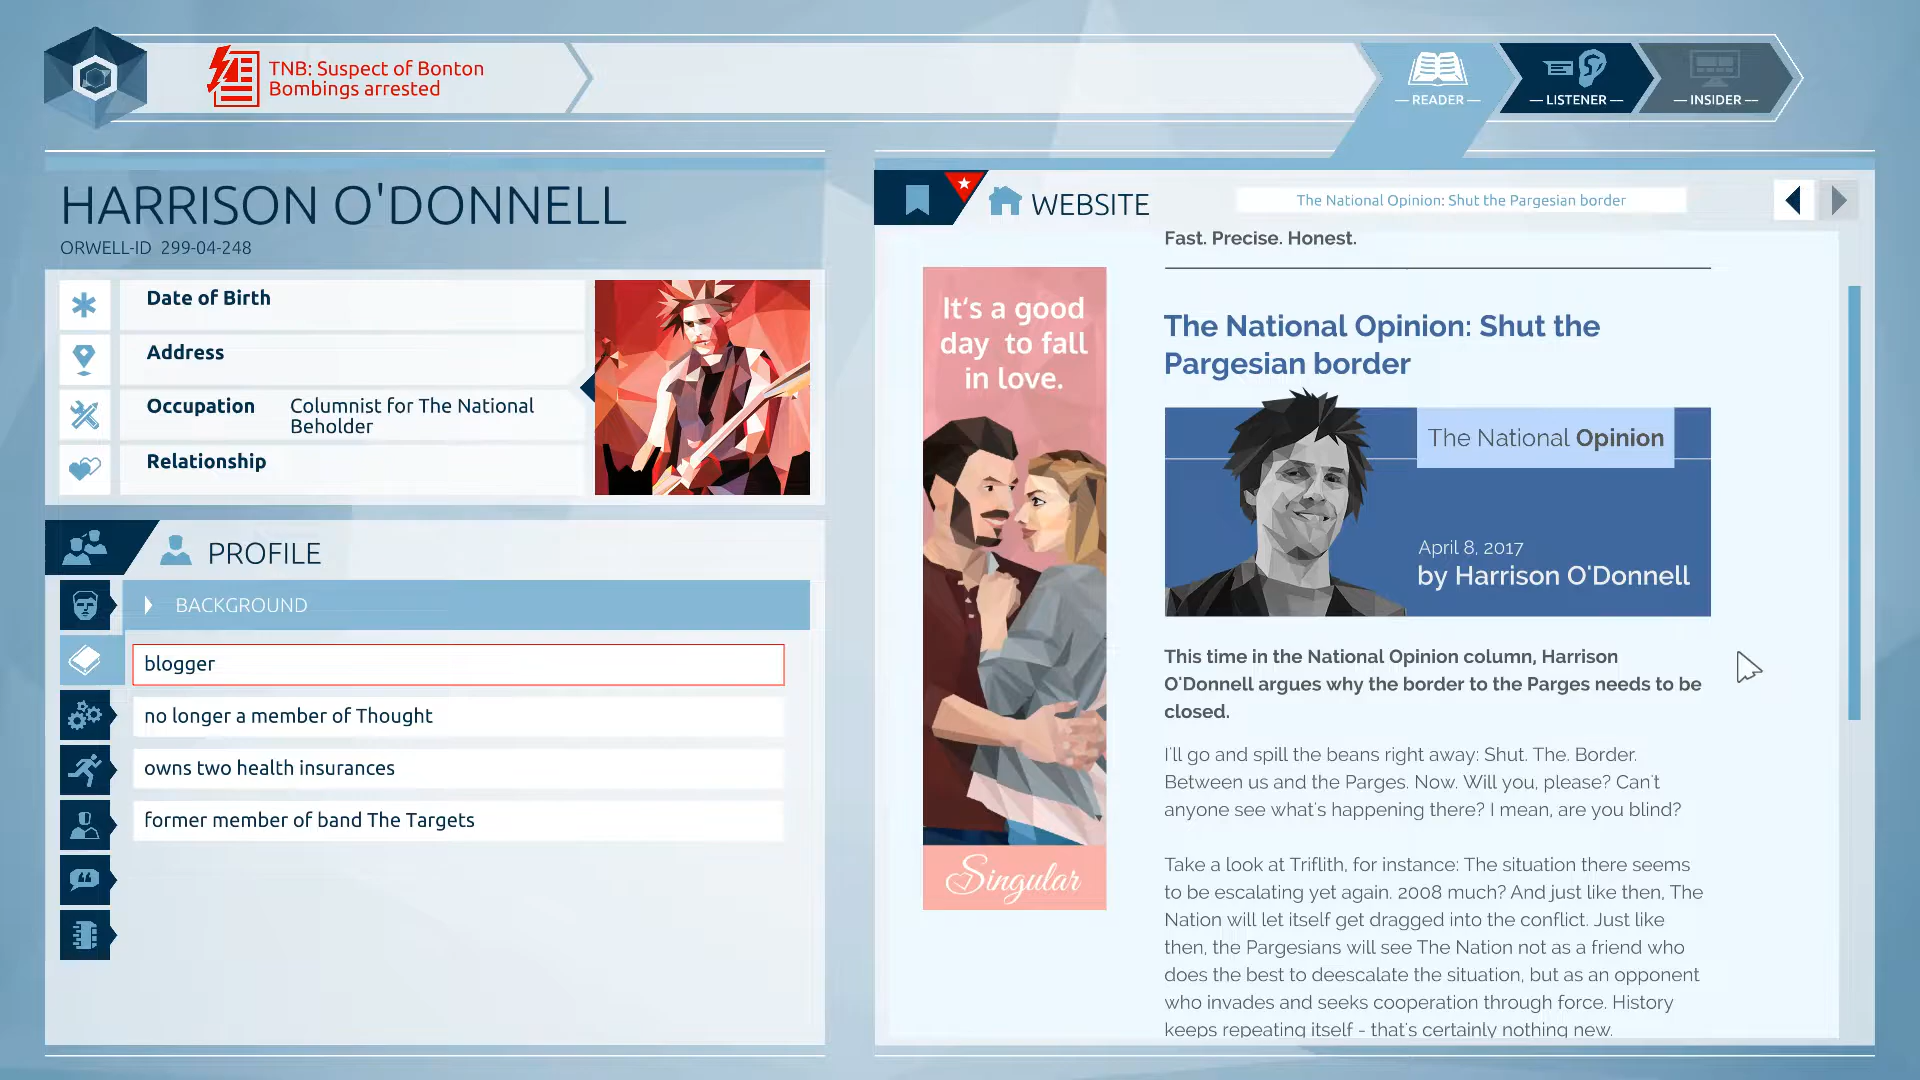 TNB: Suspect of Bonton
Bombings arrested
— READER —
— LISTENER —
— INSIDER —
HARRISON O'DONNELL
ORWELL-ID 299-04-248
Date of Birth
Address
Occupation Columnist for The National
Beholder
Relationship
PROFILE
BACKGROUND
blogger
no longer a member of Thought
owns two health insurances
former member of band The Targets
WEBSITE
The National Opinion: Shut the Pargesian border
Fast. Precise. Honest.
It's a good
day to fall
in love.
Singular
The National Opinion: Shut the
Pargesian border
The National Opinion
April 8, 2017
by Harrison O'Donnell
This time in the National Opinion column, Harrison
O'Donnell argues why the border to the Parges needs to be
closed.
I'll go and spill the beans right away: Shut. The. Border.
Between us and the Parges. Now. Will you, please? Can't
anyone see what's happening there? I mean, are you blind?
Take a look at Triflith, for instance: The situation there seems
to be escalating yet again. 2008 much? And just like then, The
Nation will let itself get dragged into the conflict. Just like
then, the Pargesians will see The Nation not as a friend who
does the best to deescalate the situation, but as an opponent
who invades and seeks cooperation through force. History
keeps repeating itself - that's certainly nothing new.